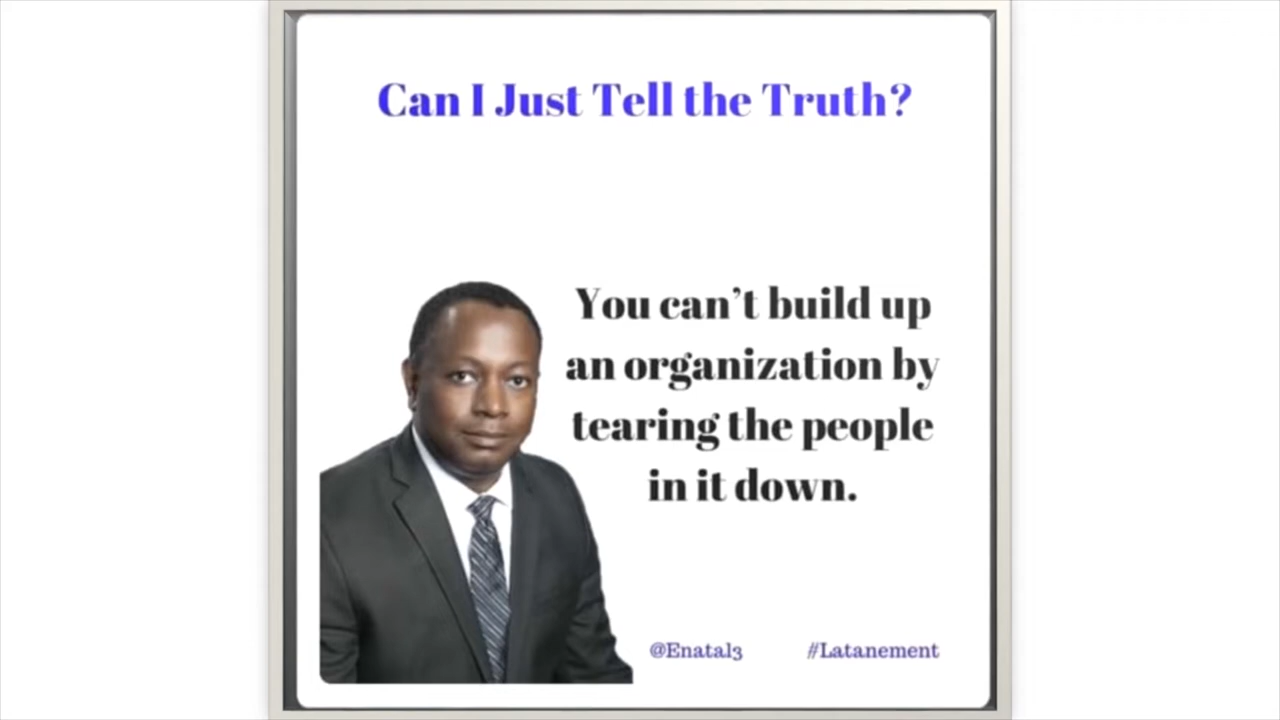 Can I Just Tell the Truth?
You can’t build up
an organization by
tearing the people
in it down.
@Enatal3 #Latanement